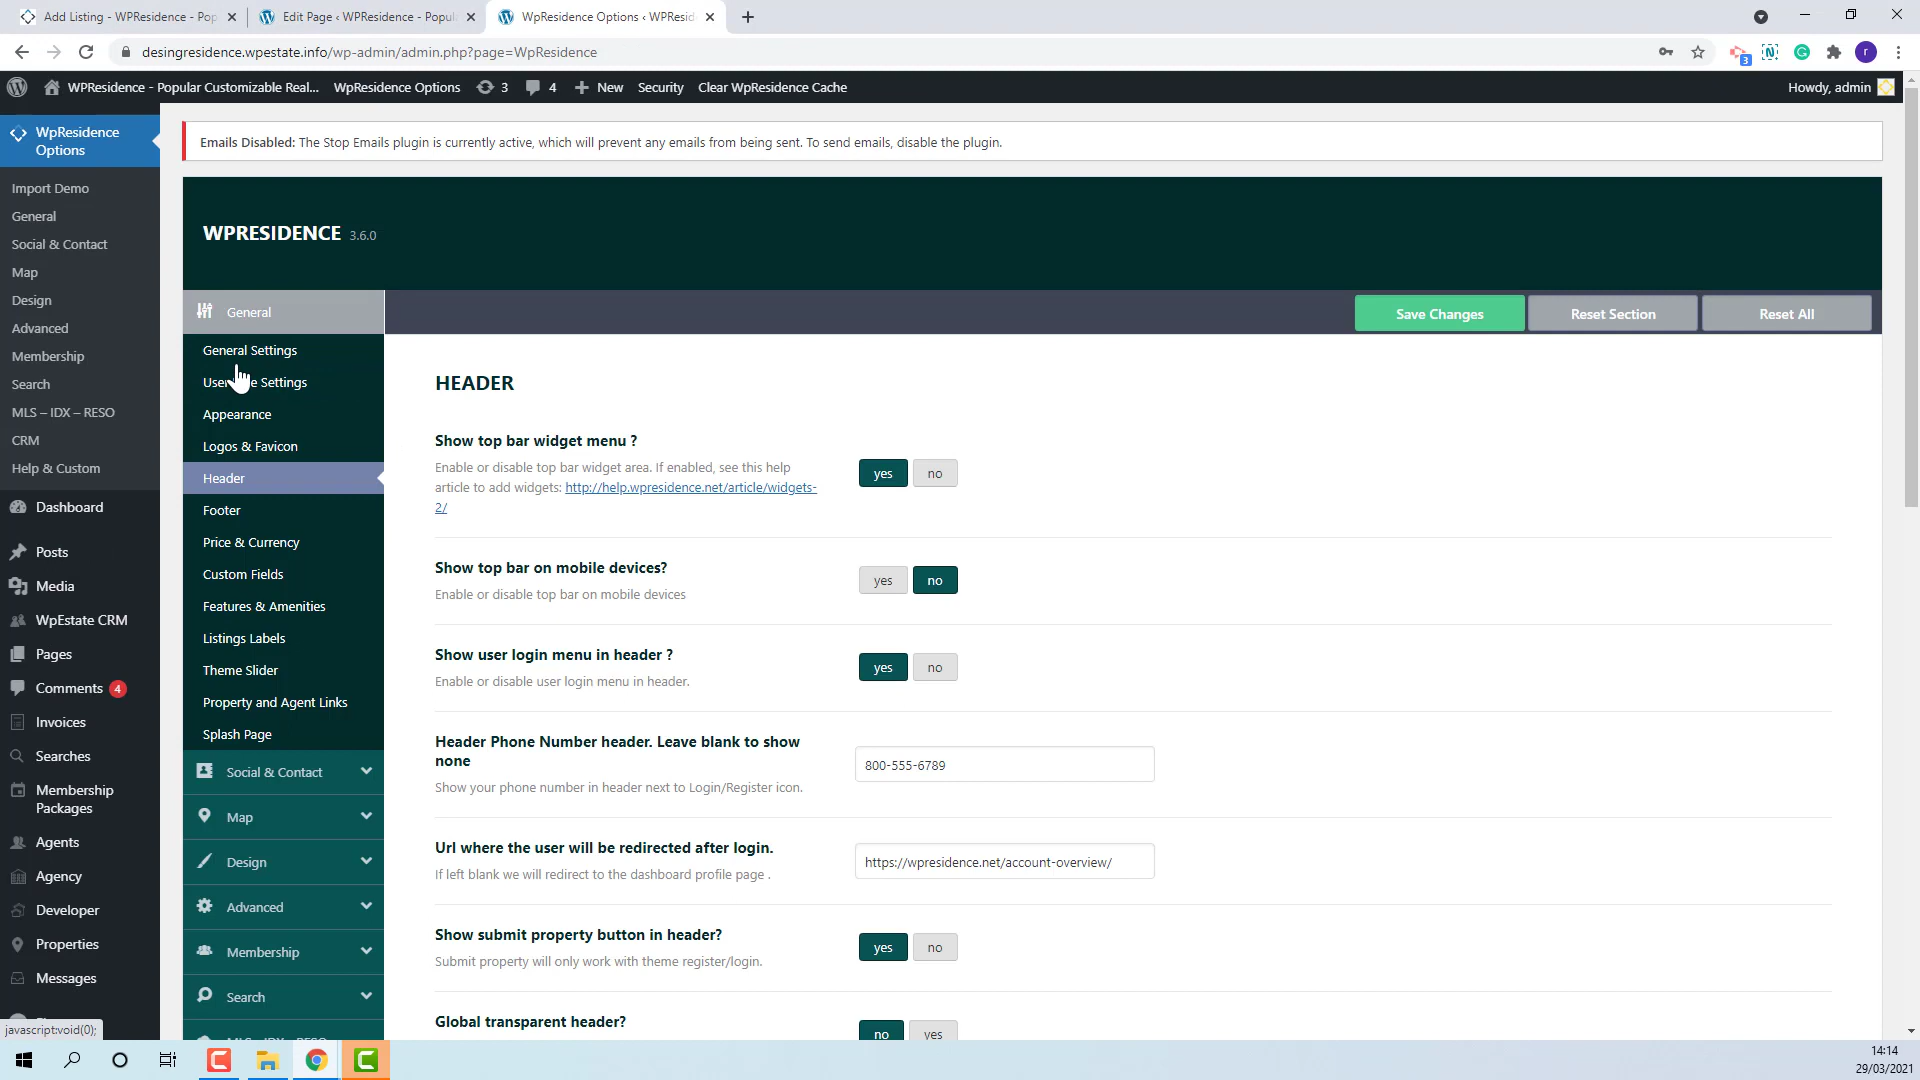 Add Listing - WPResidence - Pop
Edit Page ‹ WPResidence - Popul
WpResidence Options ‹ WPResid
desingresidence.wpestate.info/wp-admin/admin.php?page=WpResidence
3
r
WPResidence - Popular Customizable Real...
WPResidence Options
3
4
New
Security
Clear WpResidence Cache
Howdy, admin
WpResidence
Options
Import Demo
General
Social & Contact
Map
Design
Advanced
Membership
Search
MLS – IDX – RESO
CRM
Help & Custom
Dashboard
Posts
Media
WpEstate CRM
Pages
Comments 4
Invoices
Searches
Membership
Packages
Agents
Agency
Developer
Properties
Messages
javascript:void(0);
Emails Disabled: The Stop Emails plugin is currently active, which will prevent any emails from being sent. To send emails, disable the plugin.
WPRESIDENCE 3.6.0
General
General Settings
User Settings
Appearance
Logos & Favicon
Header
Footer
Price & Currency
Custom Fields
Features & Amenities
Listings Labels
Theme Slider
Property and Agent Links
Splash Page
Social & Contact
Map
Design
Advanced
Membership
Search
MLS - IDX - RESO
Save Changes
Reset Section
Reset All
HEADER
Show top bar widget menu ?
Enable or disable top bar widget area. If enabled, see this help
article to add widgets: http://help.wpresidence.net/article/widgets-
2/
yes no
Show top bar on mobile devices?
Enable or disable top bar on mobile devices
yes no
Show user login menu in header ?
Enable or disable user login menu in header.
yes no
Header Phone Number header. Leave blank to show
none
Show your phone number in header next to Login/Register icon.
800-555-6789
Url where the user will be redirected after login.
If left blank we will redirect to the dashboard profile page .
https://wpresidence.net/account-overview/
Show submit property button in header?
Submit property will only work with theme register/login.
yes no
Global transparent header?
no yes
14:14
29/03/2021